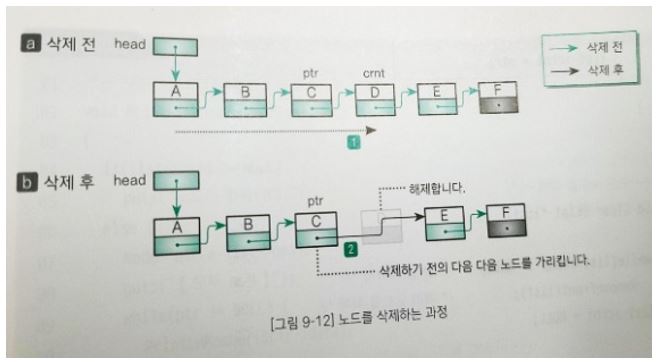 a 삭제 전
head
삭제 전
삭제 후
ptr
crnt
A B C D E F
1
b 삭제 후
head
해제합니다.
ptr
A B C E F
2
삭제하기 전의 다음 다음 노드를 가리킵니다.
[그림 9-12] 노드를 삭제하는 과정